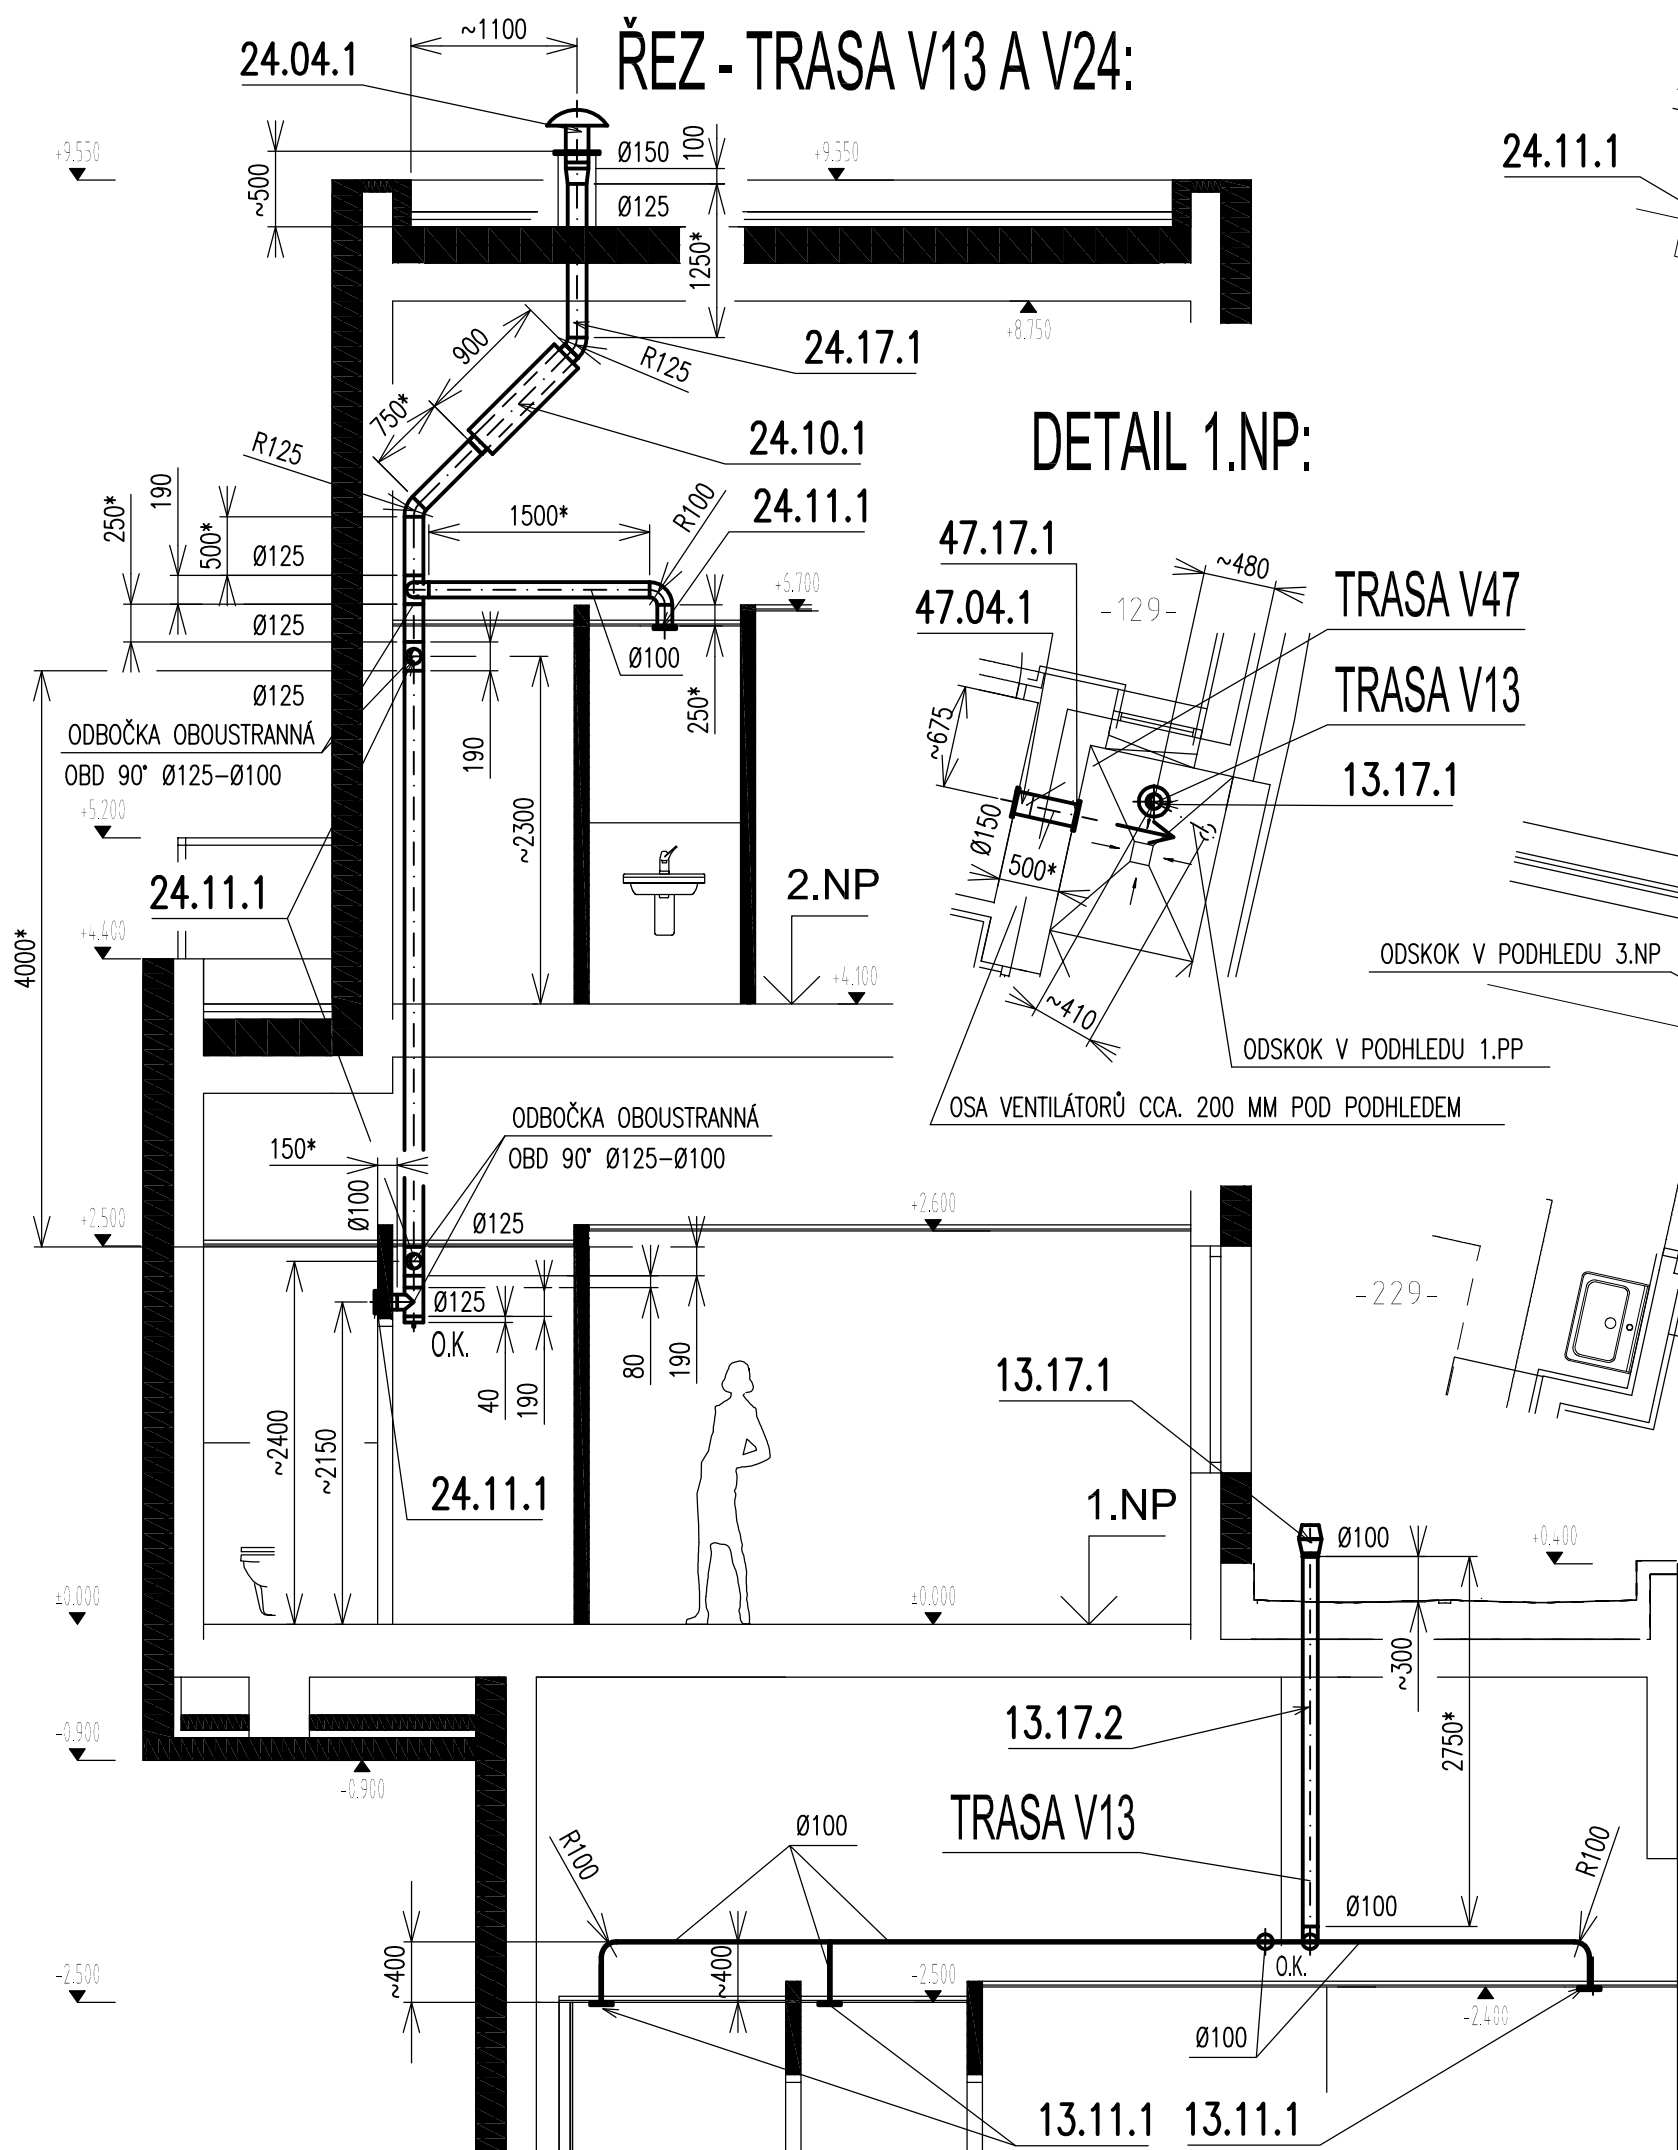 ~1100
ŘEZ - TRASA V13 A V24:
24.04.1
+9.550
~500
Ø150
100
+9.550
24.11.1
Ø125
1250*
+8.750
900
24.17.1
R125
750*
R125
24.10.1
DETAIL 1.NP:
190
250*
500*
1500*
R100
24.11.1
Ø125
47.17.1
~480
TRASA V47
+5.700
47.04.1
-129-
Ø125
Ø100
TRASA V13
Ø125
250*
~675
ODBOČKA OBOUSTRANNÁ
OBD 90° Ø125-Ø100
190
13.17.1
+5.200
~2300
Ø150
500*
24.11.1
2.NP
+4.400
4000*
+4.100
ODSKOK V PODHLEDU 3.NP
~410
ODSKOK V PODHLEDU 1.PP
OSA VENTILÁTORŮ CCA. 200 MM POD PODHLEDEM
ODBOČKA OBOUSTRANNÁ
OBD 90° Ø125-Ø100
150*
Ø100
+2.500
Ø125
+2.600
-229-
Ø125
O.K.
80
190
40
190
13.17.1
~2400
~2150
24.11.1
1.NP
Ø100
+0.400
±0.000
±0.000
~300
13.17.2
2750*
-0.900
-0.900
TRASA V13
Ø100
R100
R100
Ø100
~400
~400
O.K.
-2.500
-2.500
-2.400
Ø100
13.11.1
13.11.1